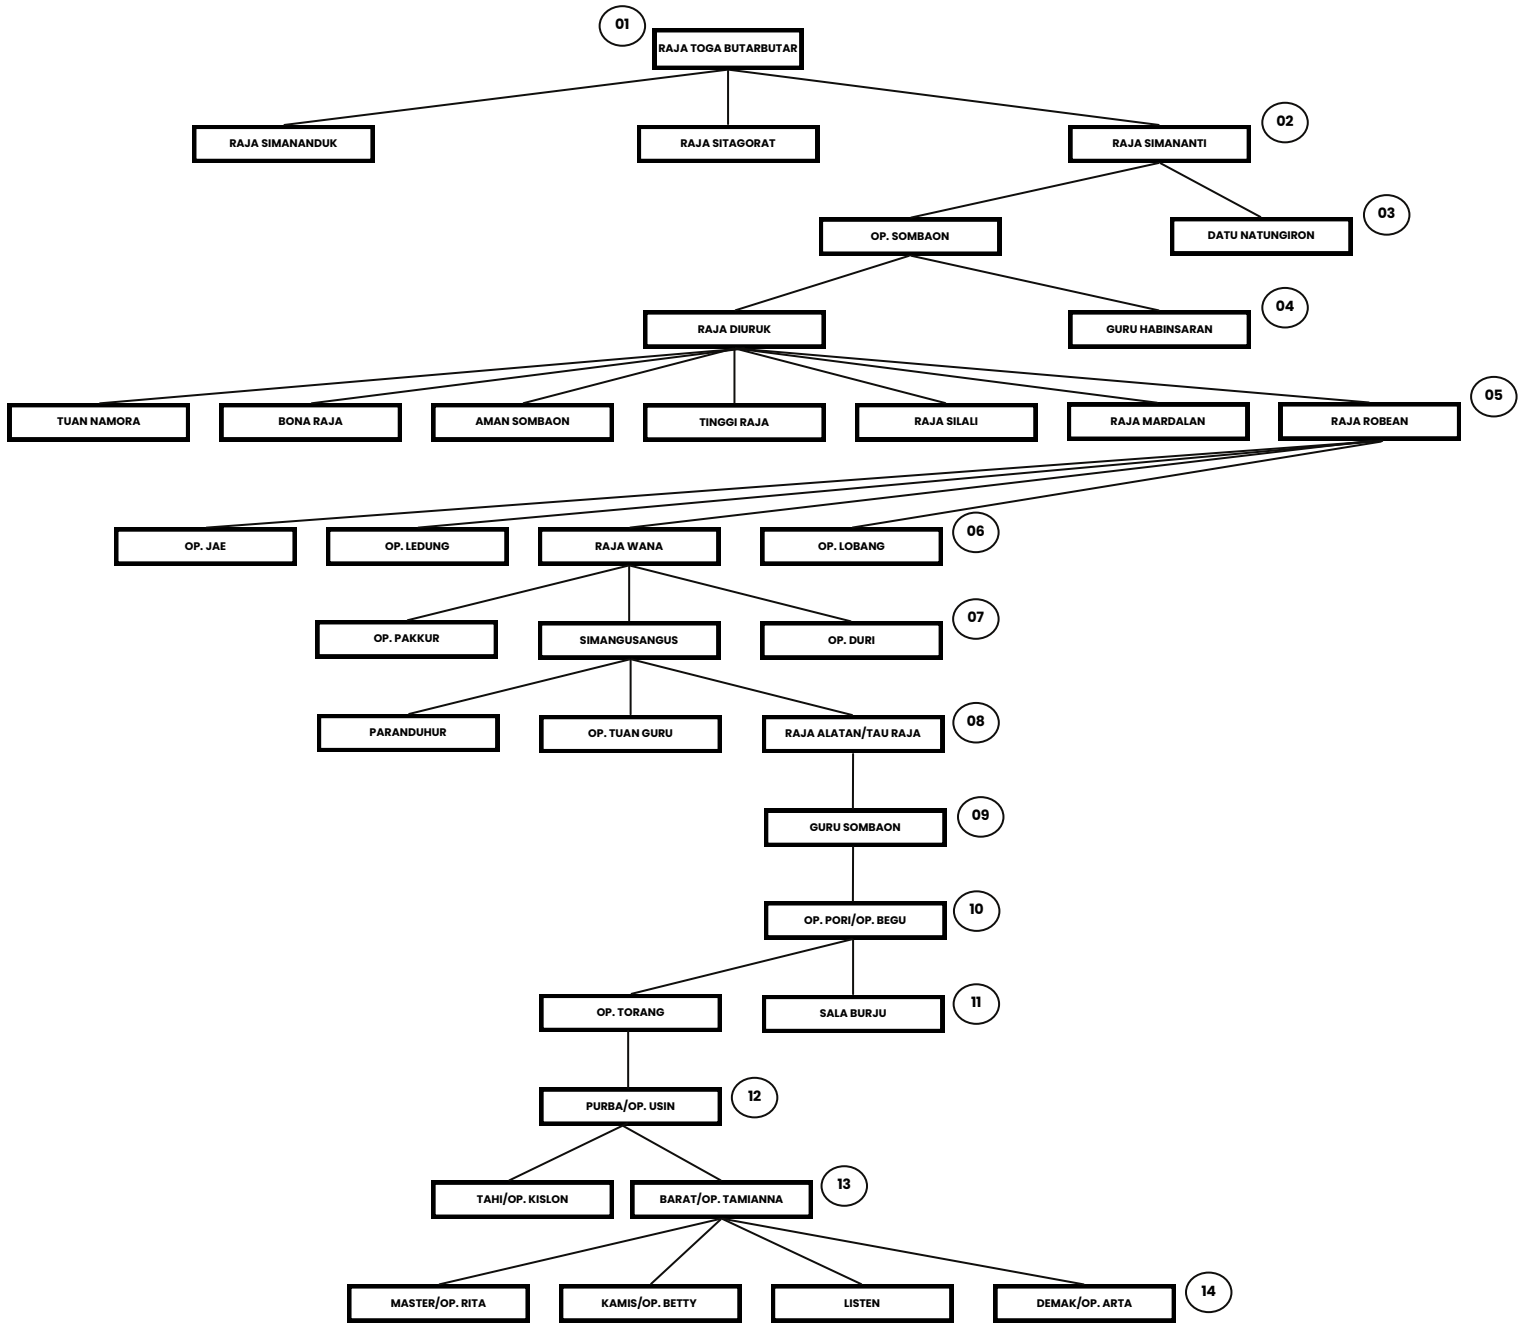 01
RAJA TOGA BUTARBUTAR
RAJA SIMANANDUK
RAJA SITAGORAT
RAJA SIMANANTI
02
OP. SOMBAON
DATU NATUNGIRON
03
RAJA DIURUK
GURU HABINSARAN
04
TUAN NAMORA
BONA RAJA
AMAN SOMBAON
TINGGI RAJA
RAJA SILALI
RAJA MARDALAN
RAJA ROBEAN
05
OP. JAE
OP. LEDUNG
RAJA WANA
OP. LOBANG
06
OP. PAKKUR
SIMANGUSANGUS
OP. DURI
07
PARANDUHUR
OP. TUAN GURU
RAJA ALATAN/TAU RAJA
08
GURU SOMBAON
09
OP. PORI/OP. BEGU
10
OP. TORANG
SALA BURJU
11
PURBA/OP. USIN
12
TAHI/OP. KISLON
BARAT/OP. TAMIANNA
13
MASTER/OP. RITA
KAMIS/OP. BETTY
LISTEN
DEMAK/OP. ARTA
14